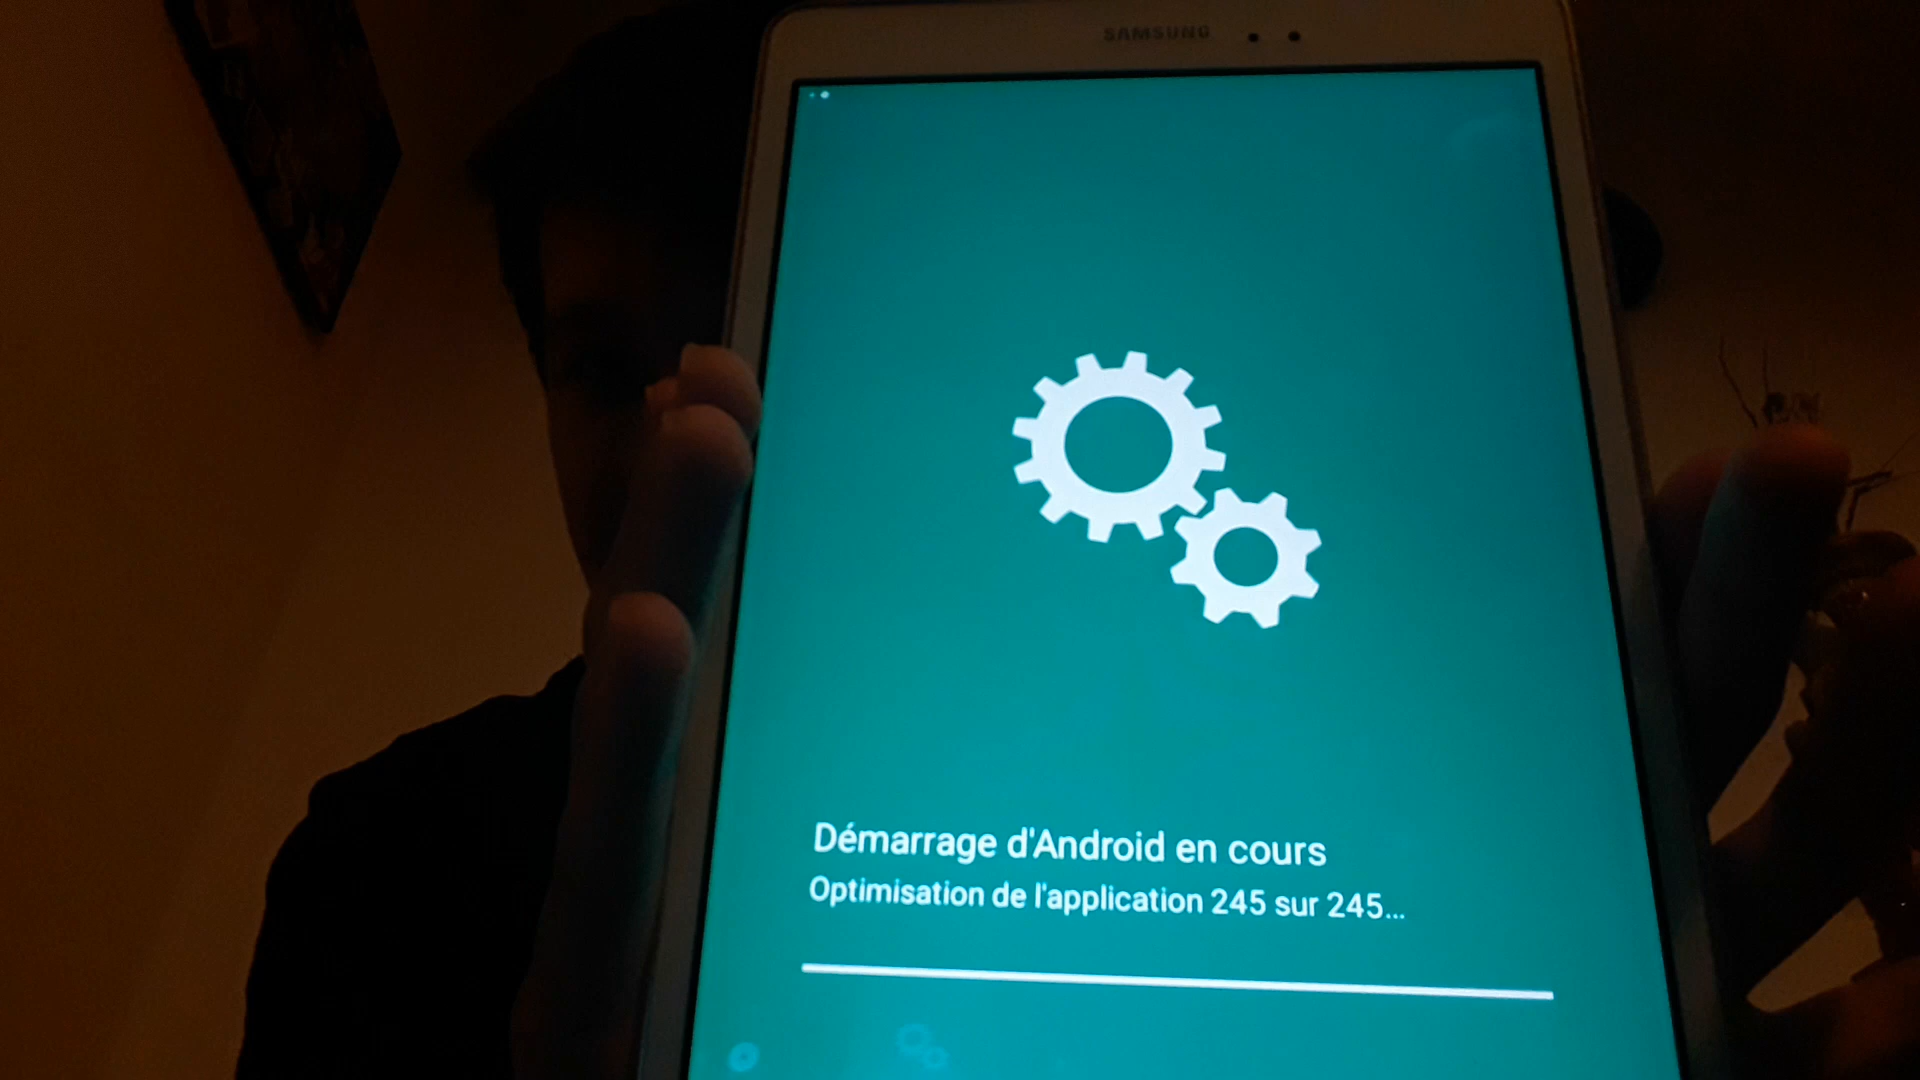 SAMSUNG
Démarrage d'Android en cours
Optimisation de l'application 245 sur 245...